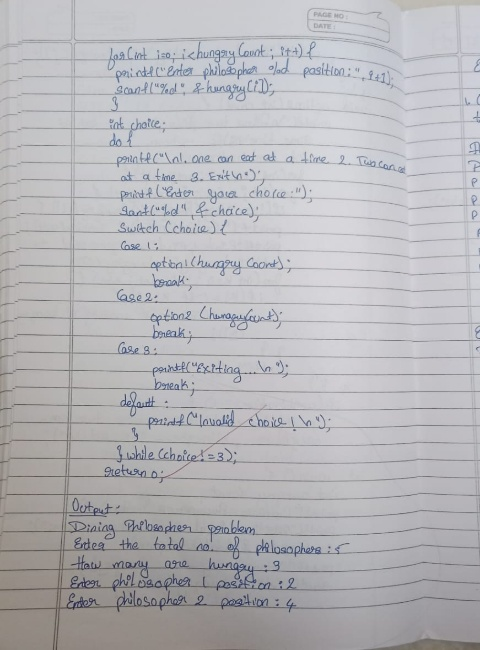 PAGE NO :
DATE :
for(int i=0; i<hungryCount; i++) {
printf("Enter philosopher %d position:", i+1);
scanf("%d", &hungry[i]);
}
int choice;
do {
printf("\n1. one can eat at a time 2. Two can eat
at a time 3. Exit\n");
printf("Enter your choice:");
scanf("%d", &choice);
switch (choice) {
Case 1:
option1(hungry Count);
break;
Case 2:
option2 (hungryCount);
break;
Case 3:
printf("Exiting...\n");
break;
default :
printf("Invalid choice!\n");
}
} while (choice!=3);
return 0;
Output:
Dining Philosopher problem
Enter the total no. of philosophers : 5
How many are hungry : 3
Enter philosopher 1 position : 2
Enter philosopher 2 position : 4